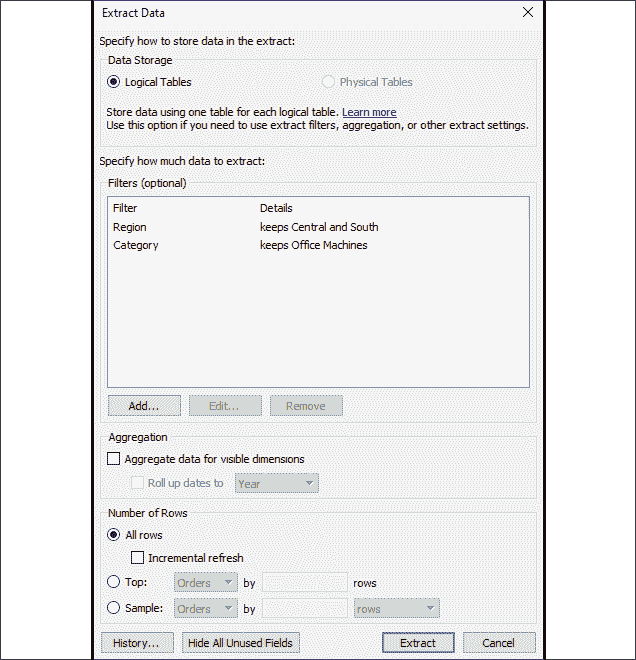 Extract Data
Specify how to store data in the extract:
Data Storage
Logical Tables Physical Tables
Store data using one table for each logical table. Learn more
Use this option if you need to use extract filters, aggregation, or other extract settings.
Specify how much data to extract:
Filters (optional)
Filter Details
Region keeps Central and South
Category keeps Office Machines
Add... Edit... Remove
Aggregation
Aggregate data for visible dimensions
Roll up dates to Year
Number of Rows
All rows
Incremental refresh
Top: Orders by rows
Sample: Orders by rows
History... Hide All Unused Fields Extract Cancel